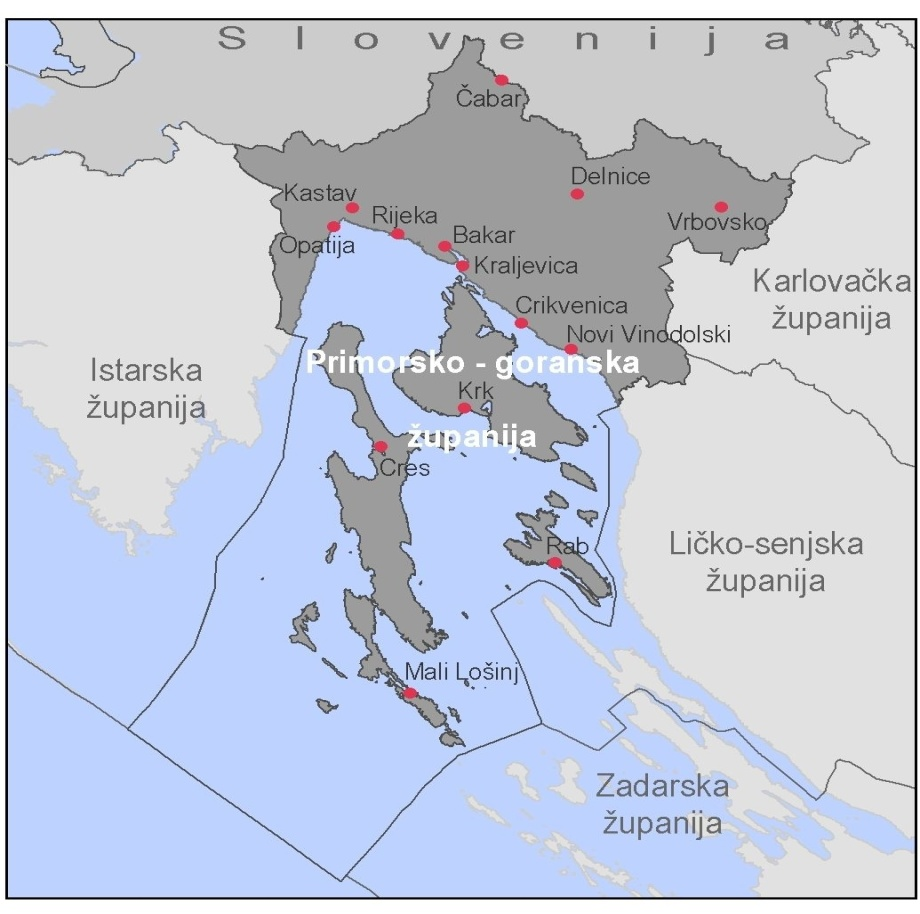 Slovenija
Čabar
Delnice
Kastav
Vrbovsko
Rijeka
Opatija
Bakar
Kraljevica
Karlovačka
županija
Crikvenica
Novi Vinodolski
Primorsko - goranska
županija
Istarska
županija
Krk
Cres
Rab
Ličko-senjska
županija
Mali Lošinj
Zadarska
županija